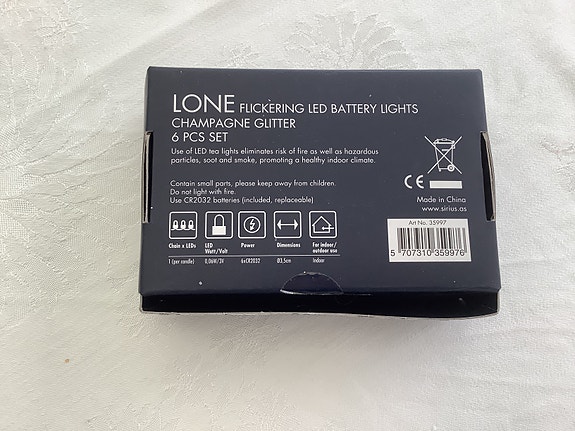 LONE FLICKERING LED BATTERY LIGHTS
CHAMPAGNE GLITTER
6 PCS SET
Use of LED tea lights eliminates risk of fire as well as hazardous
particles, soot and smoke, promoting a healthy indoor climate.
Contain small parts, please keep away from children.
Do not light with fire.
Use CR2032 batteries (included, replaceable)
CE
Made in China
www.sirius.as
Art No. 35997
5 707310 359976
Chain x LEDs
LED Watt/Volt
Power
Dimensions
For indoor/outdoor use
1 (per candle)
0,06W/3V
6xCR2032
Ø3,5cm
Indoor